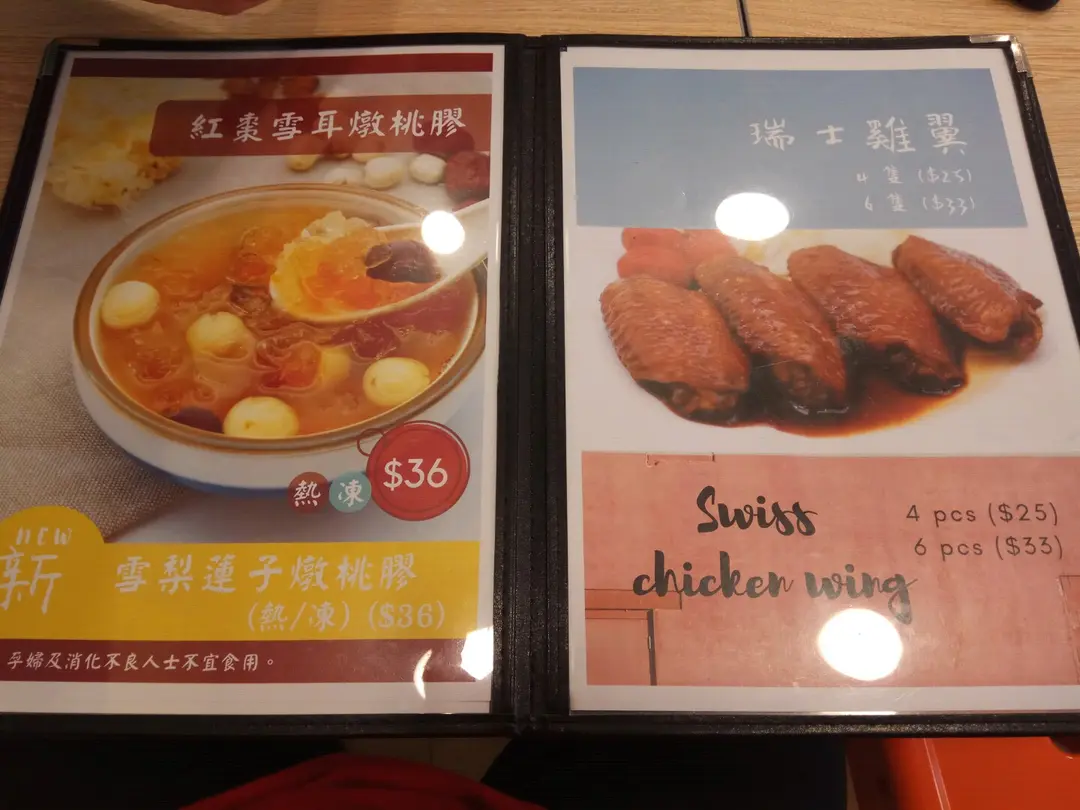 紅棗雪耳燉桃膠
熱 凍 $36
new
新
雪梨蓮子燉桃膠
(熱/凍) ($36)
孕婦及消化不良人士不宜食用。
瑞士雞翼
4 隻 ($25)
6 隻 ($33)
Swiss
chicken wing
4 pcs ($25)
6 pcs ($33)